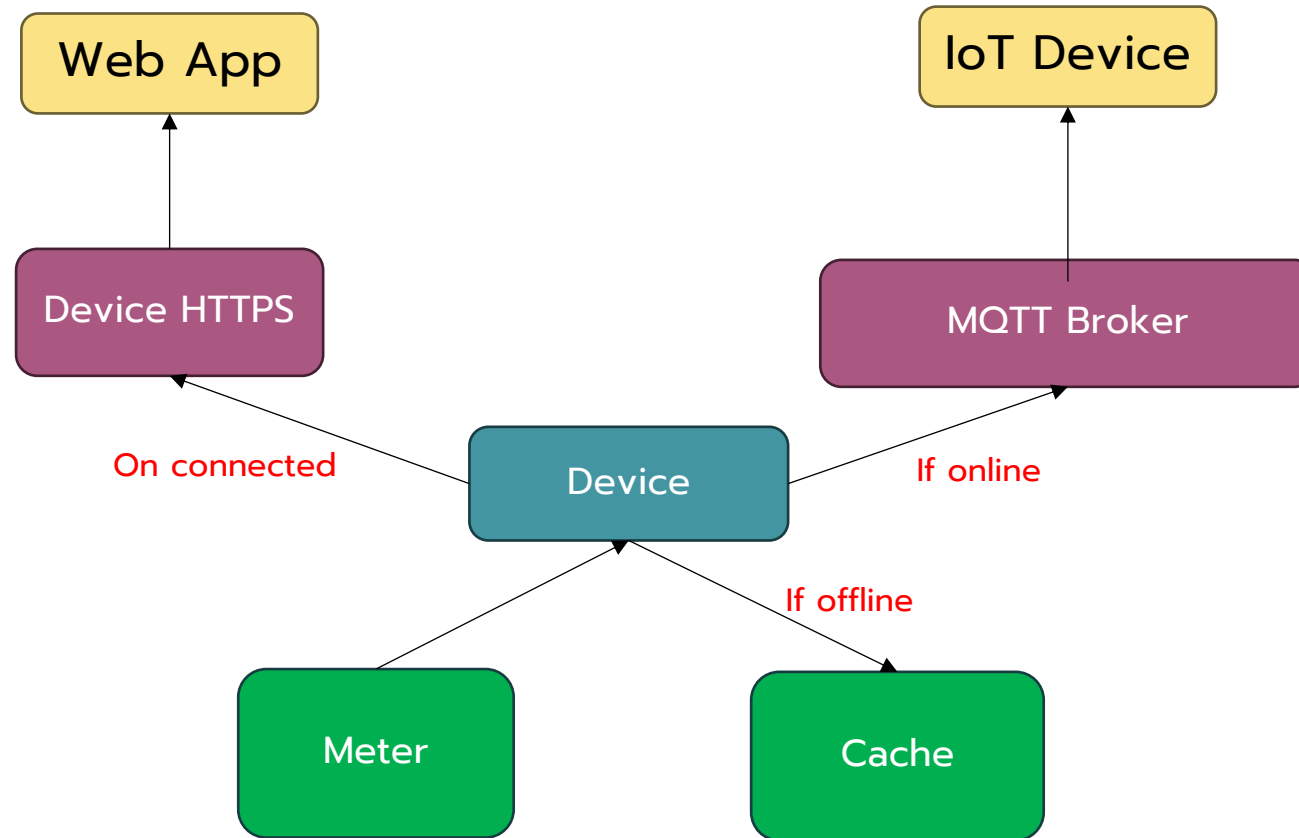 Web App
IoT Device
Device HTTPS
MQTT Broker
On connected
Device
If online
If offline
Meter
Cache